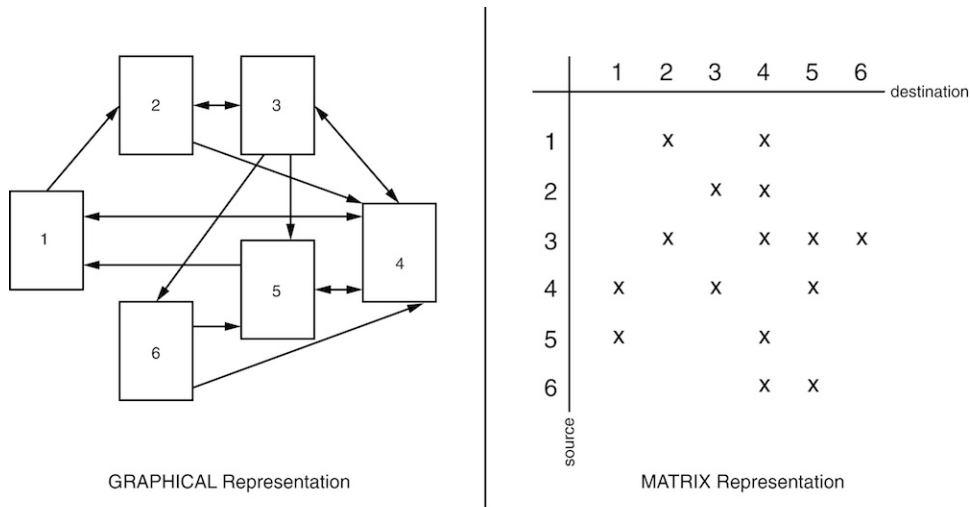 2
3
1
4
5
6
GRAPHICAL Representation
1 2 3 4 5 6
destination
1 x x
2 x x
3 x x x x
4 x x x
5 x x
6 x x
source
MATRIX Representation